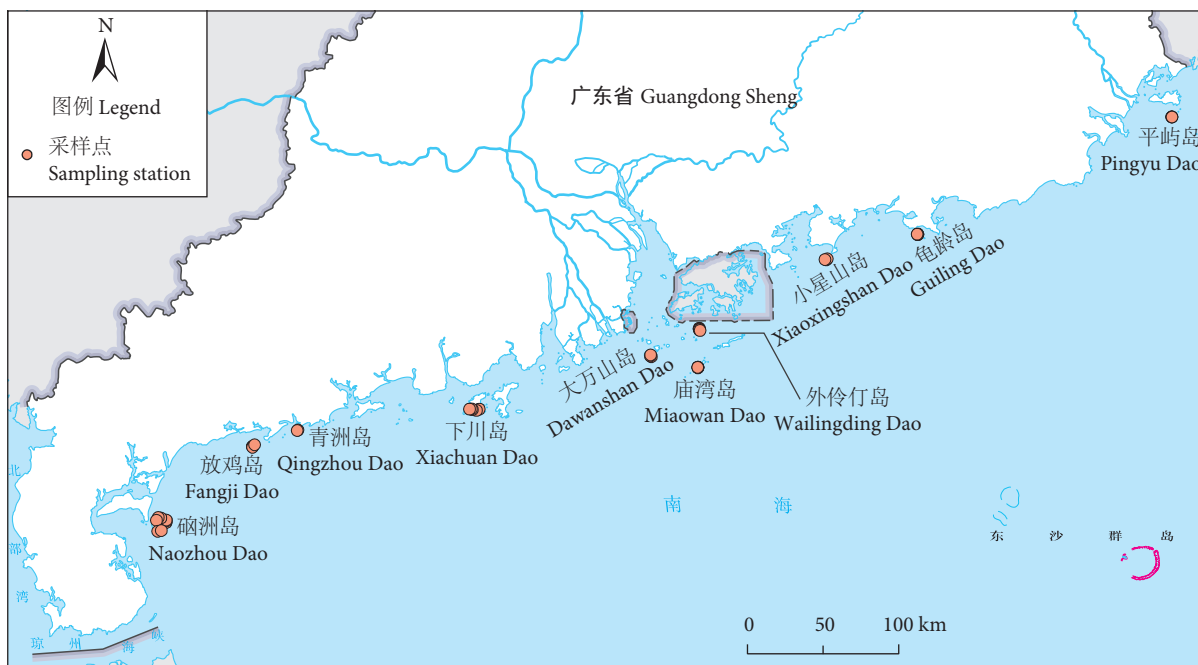 N
图例 Legend
采样点
Sampling station
广东省 Guangdong Sheng
平屿岛
Pingyu Dao
龟龄岛
Guiling Dao
小星山岛
Xiaoxingshan Dao
外伶仃岛
Wailingding Dao
庙湾岛
Miaowan Dao
大万山岛
Dawanshan Dao
下川岛
Xiachuan Dao
青洲岛
Qingzhou Dao
放鸡岛
Fangji Dao
硇洲岛
Naozhou Dao
南海
东沙群岛
北部湾
琼州海峡
0 50 100 km